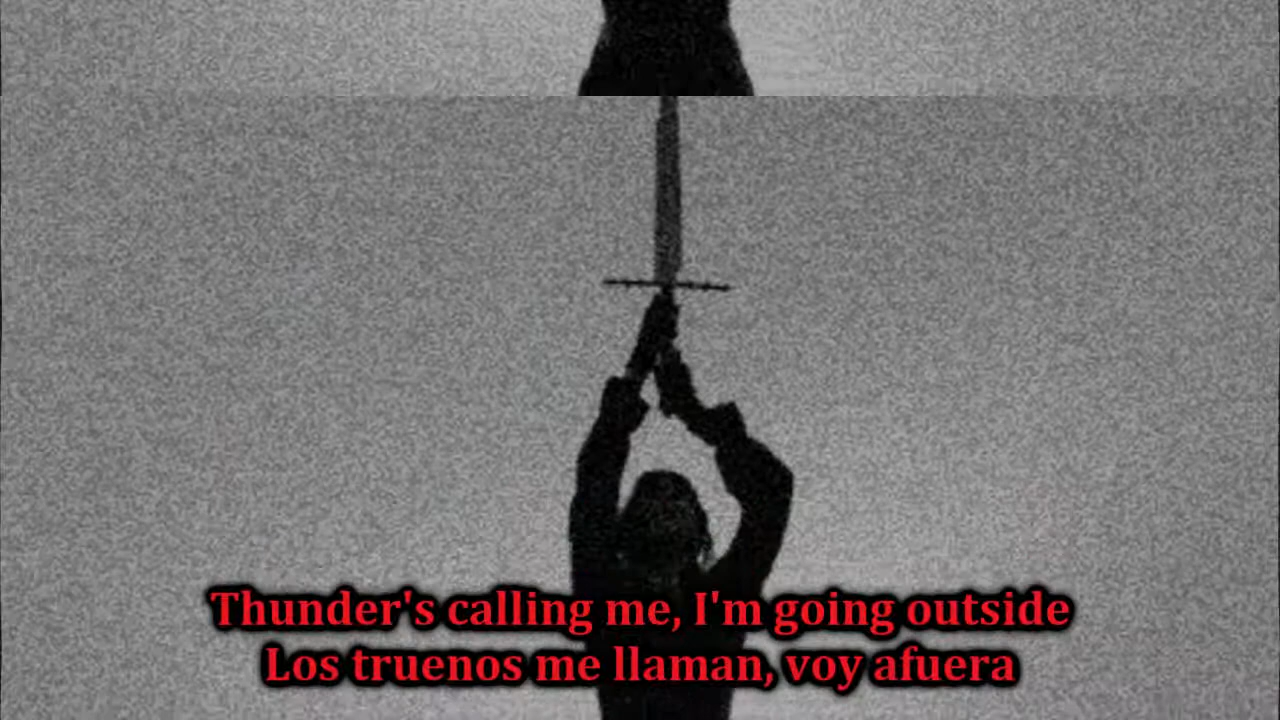 Thunder's calling me, I'm going outside
Los truenos me llaman, voy afuera